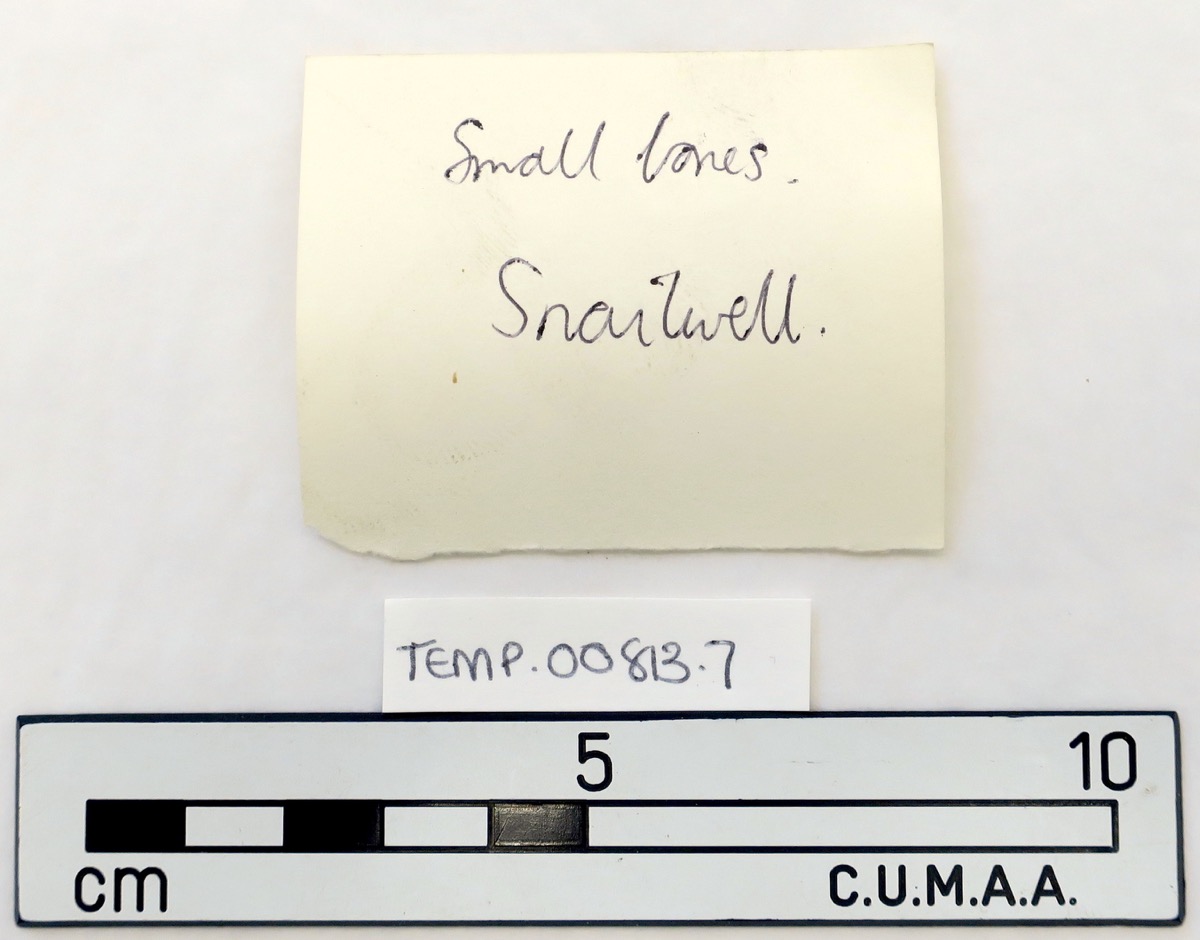 Small bones.
Snailwell.
TEMP.00813.7
5 10
cm C.U.M.A.A.